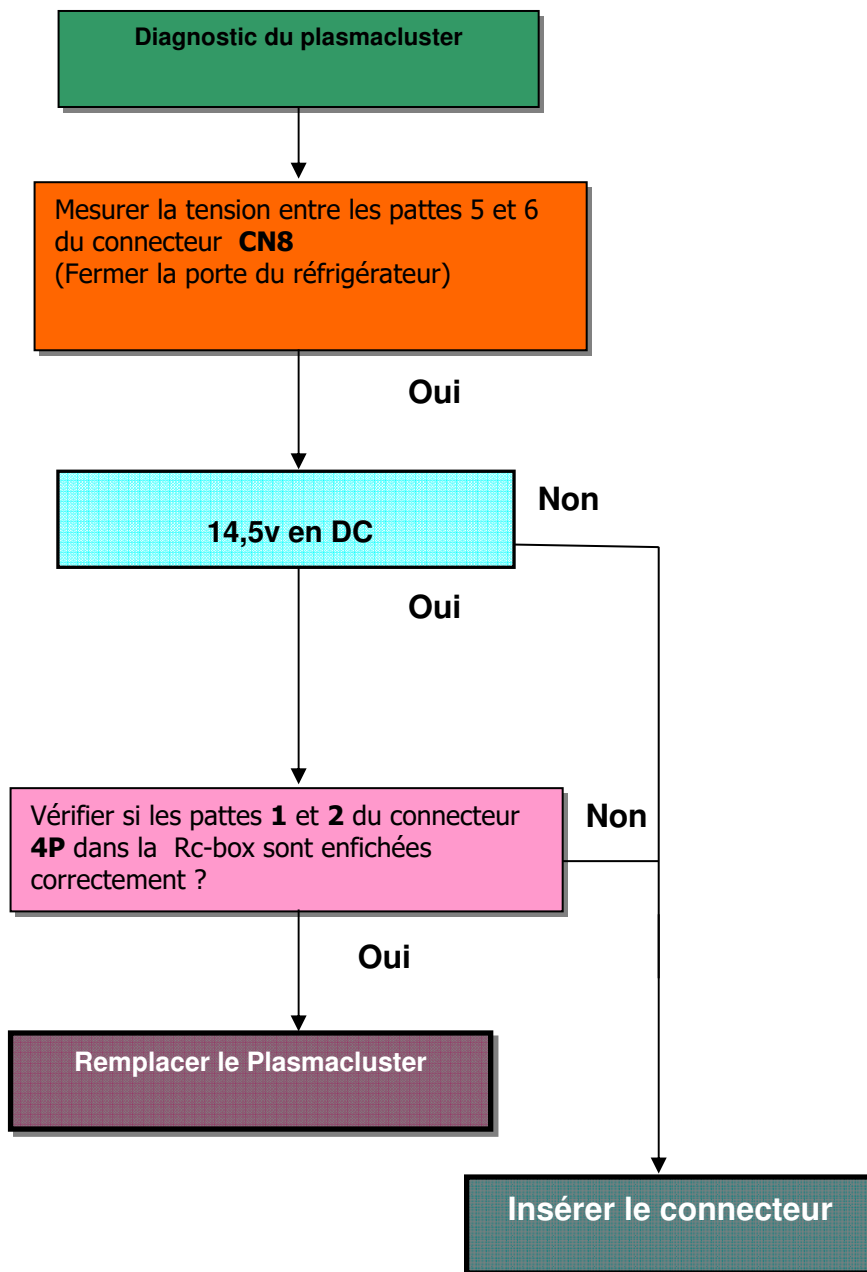 Diagnostic du plasmacluster
Mesurer la tension entre les pattes 5 et 6
du connecteur CN8
(Fermer la porte du réfrigérateur)
Oui
Non
14,5v en DC
Oui
Vérifier si les pattes 1 et 2 du connecteur
4P dans la Rc-box sont enfichées
correctement ?
Non
Oui
Remplacer le Plasmacluster
Insérer le connecteur